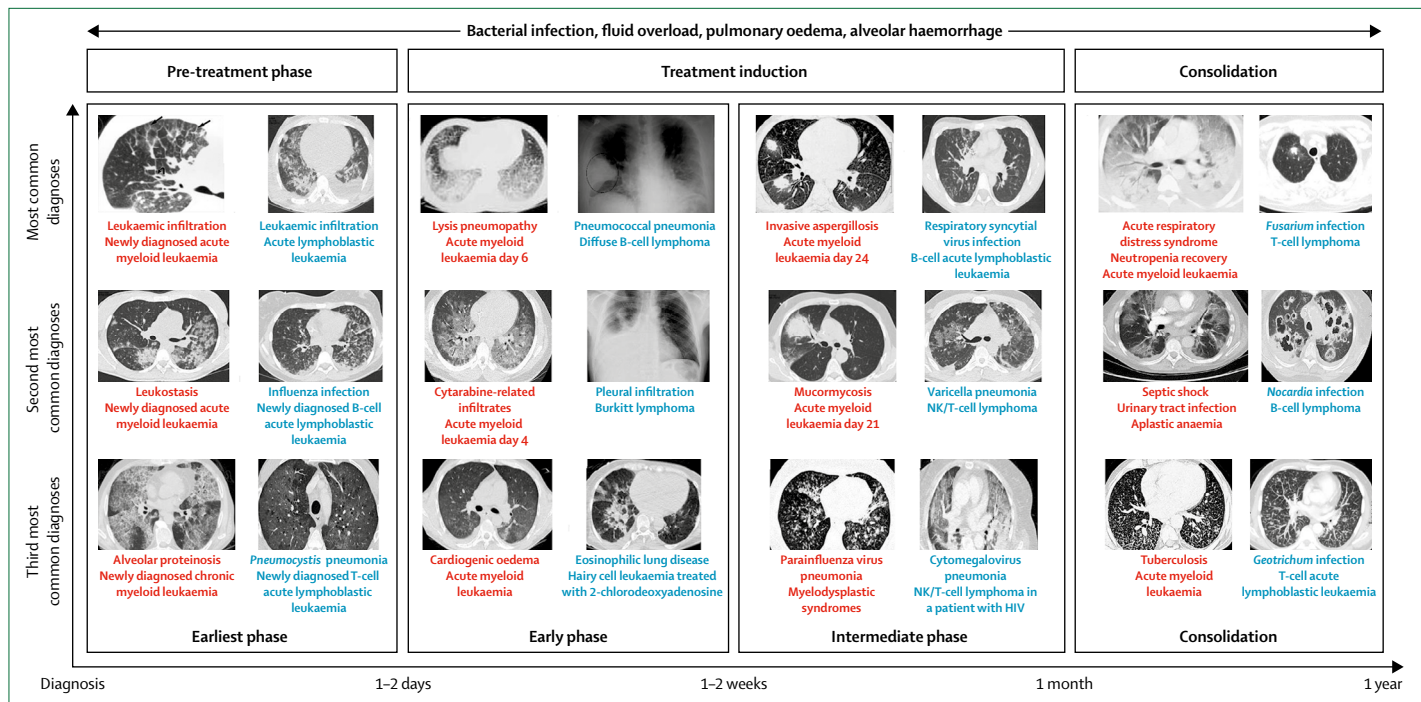 Bacterial infection, fluid overload, pulmonary oedema, alveolar haemorrhage
Pre-treatment phase
Treatment induction
Consolidation
Most common
diagnoses
Leukaemic infiltration
Newly diagnosed acute
myeloid leukaemia
Leukaemic infiltration
Acute lymphoblastic
leukaemia
Lysis pneumopathy
Acute myeloid
leukaemia day 6
Pneumococcal pneumonia
Diffuse B-cell lymphoma
Invasive aspergillosis
Acute myeloid
leukaemia day 24
Respiratory syncytial
virus infection
B-cell acute lymphoblastic
leukaemia
Acute respiratory
distress syndrome
Neutropenia recovery
Acute myeloid leukaemia
Fusarium infection
T-cell lymphoma
Second most
common diagnoses
Leukostasis
Newly diagnosed acute
myeloid leukaemia
Influenza infection
Newly diagnosed B-cell
acute lymphoblastic
leukaemia
Cytarabine-related
infiltrates
Acute myeloid
leukaemia day 4
Pleural infiltration
Burkitt lymphoma
Mucormycosis
Acute myeloid
leukaemia day 21
Varicella pneumonia
NK/T-cell lymphoma
Septic shock
Urinary tract infection
Aplastic anaemia
Nocardia infection
B-cell lymphoma
Third most
common diagnoses
Alveolar proteinosis
Newly diagnosed chronic
myeloid leukaemia
Pneumocystis pneumonia
Newly diagnosed T-cell
acute lymphoblastic
leukaemia
Cardiogenic oedema
Acute myeloid
leukaemia
Eosinophilic lung disease
Hairy cell leukaemia treated
with 2-chlorodeoxyadenosine
Parainfluenza virus
pneumonia
Myelodysplastic
syndromes
Cytomegalovirus
pneumonia
NK/T-cell lymphoma in
a patient with HIV
Tuberculosis
Acute myeloid
leukaemia
Geotrichum infection
T-cell acute
lymphoblastic leukaemia
Earliest phase
Early phase
Intermediate phase
Consolidation
Diagnosis
1–2 days
1–2 weeks
1 month
1 year